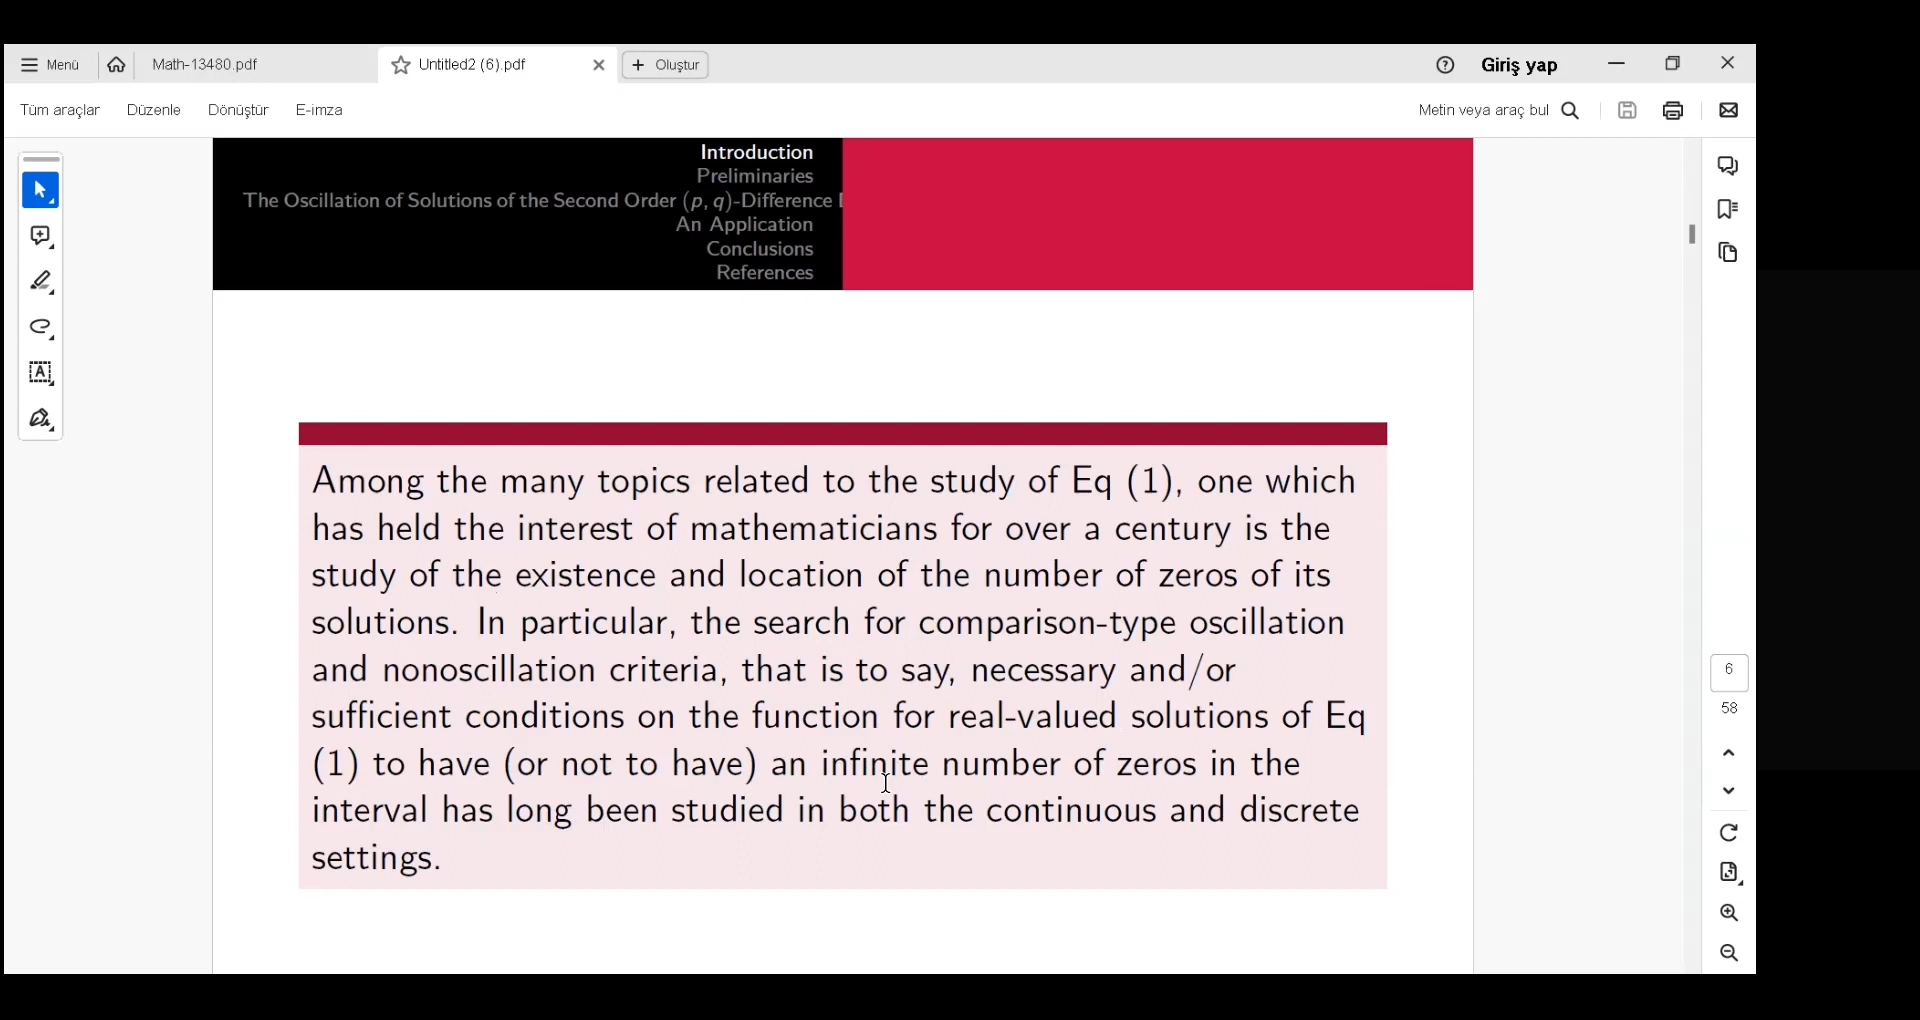 Menü
Math-13480.pdf
Untitled2 (6).pdf
Oluştur
Giriş yap
Tüm araçlar
Düzenle
Dönüştür
E-imza
Metin veya araç bul
Introduction
Preliminaries
The Oscillation of Solutions of the Second Order (p, q)-Difference
An Application
Conclusions
References
Among the many topics related to the study of Eq (1), one which
has held the interest of mathematicians for over a century is the
study of the existence and location of the number of zeros of its
solutions. In particular, the search for comparison-type oscillation
and nonoscillation criteria, that is to say, necessary and/or
sufficient conditions on the function for real-valued solutions of Eq
(1) to have (or not to have) an infinite number of zeros in the
interval has long been studied in both the continuous and discrete
settings.
6
58